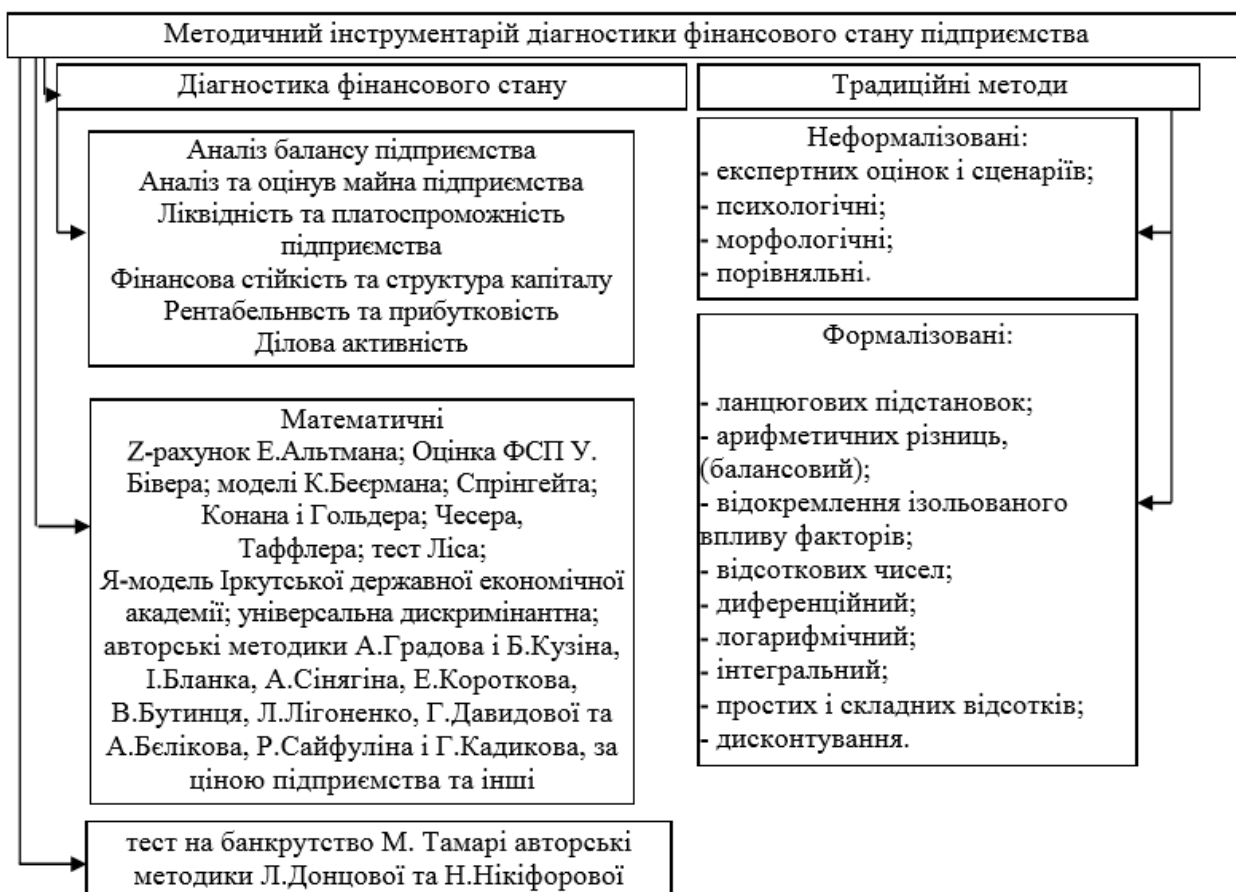 Методичний інструментарій діагностики фінансового стану підприємства
Діагностика фінансового стану
Аналіз балансу підприємства
Аналіз та оцінув майна підприємства
Ліквідність та платоспроможність
підприємства
Фінансова стійкість та структура капіталу
Рентабельнвсть та прибутковість
Ділова активність
Математичні
Z-рахунок Е.Альтмана; Оцінка ФСП У.
Бівера; моделі К.Беєрмана; Спрінгейта;
Конана і Гольдера; Чесера,
Таффлера; тест Ліса;
Я-модель Іркутської державної економічної
академії; універсальна дискримінантна;
авторські методики А.Градова і Б.Кузіна,
І.Бланка, А.Сінягіна, Е.Короткова,
В.Бутинця, Л.Лігоненко, Г.Давидової та
А.Бєлікова, Р.Сайфуліна і Г.Кадикова, за
ціною підприємства та інші
тест на банкрутство М. Тамарі авторські
методики Л.Донцової та Н.Нікіфорової
Традиційні методи
Неформалізовані:
- експертних оцінок і сценаріїв;
- психологічні;
- морфологічні;
- порівняльні.
Формалізовані:
- ланцюгових підстановок;
- арифметичних різниць,
(балансовий);
- відокремлення ізольованого
впливу факторів;
- відсоткових чисел;
- диференційний;
- логарифмічний;
- інтегральний;
- простих і складних відсотків;
- дисконтування.